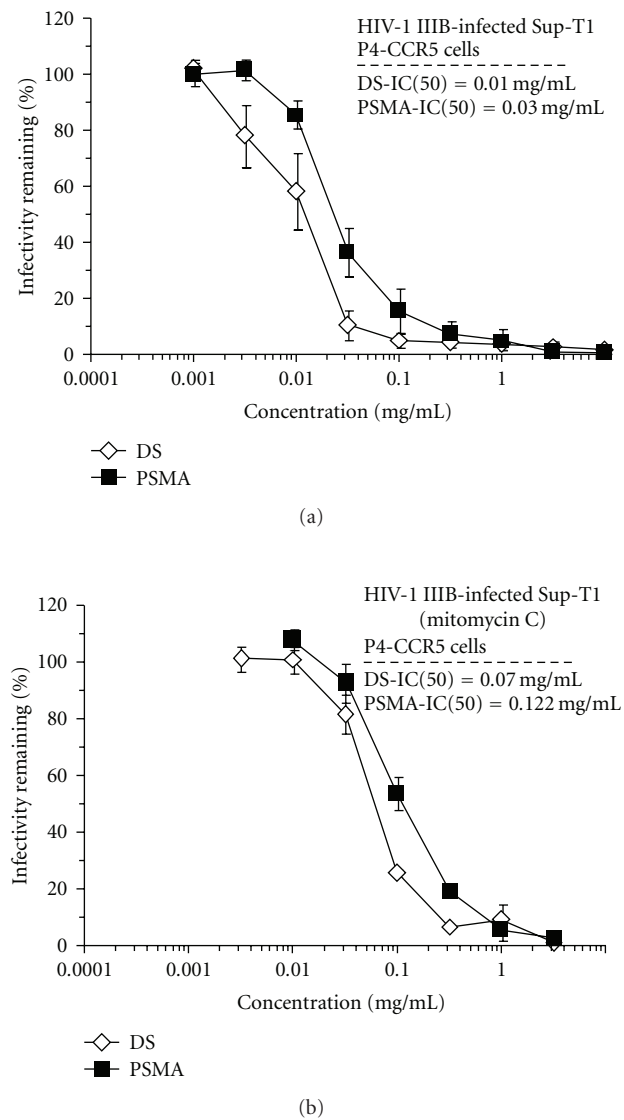 HIV-1 IIIB-infected Sup-T1
P4-CCR5 cells
DS-IC(50) = 0.01 mg/mL
PSMA-IC(50) = 0.03 mg/mL
Infectivity remaining (%)
120
100
80
60
40
20
0
0.0001 0.001 0.01 0.1 1
Concentration (mg/mL)
DS
PSMA
(a)
HIV-1 IIIB-infected Sup-T1
(mitomycin C)
P4-CCR5 cells
DS-IC(50) = 0.07 mg/mL
PSMA-IC(50) = 0.122 mg/mL
Infectivity remaining (%)
120
100
80
60
40
20
0
0.0001 0.001 0.01 0.1 1
Concentration (mg/mL)
DS
PSMA
(b)